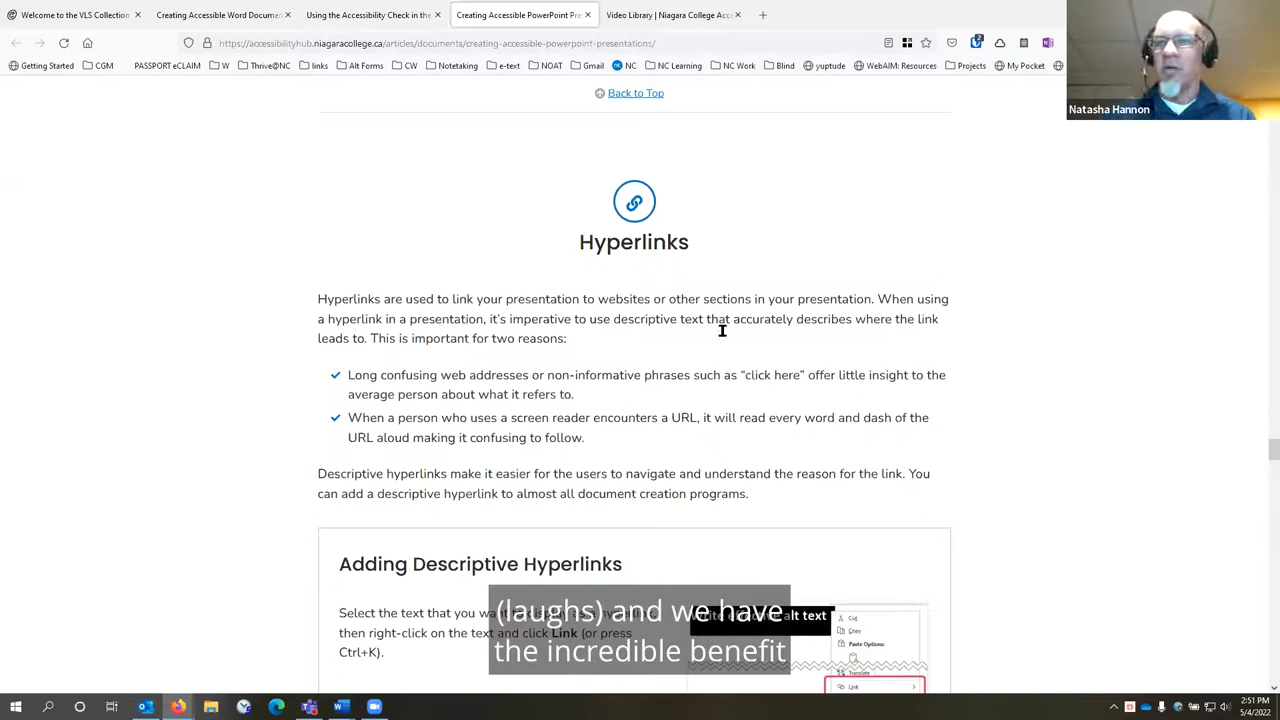 Welcome to the VLS Collection
Creating Accessible Word Documen
Using the Accessibility Check in the
Creating Accessible PowerPoint Pre
Video Library | Niagara College Acc
https://accessibilityhub.niagaracollege.ca/articles/documents/creating-accessible-powerpoint-presentations/
Getting Started CGM PASSPORT eCLAIM W Thrive@NC links Alt Forms CW Notetaking e-text NOAT Gmail NC NC Learning NC Work Blind yuptude WebAIM: Resources Projects My Pocket
Natasha Hannon
Back to Top
Hyperlinks
Hyperlinks are used to link your presentation to websites or other sections in your presentation. When using
a hyperlink in a presentation, it's imperative to use descriptive text that accurately describes where the link
leads to. This is important for two reasons:
Long confusing web addresses or non-informative phrases such as “click here” offer little insight to the
average person about what it refers to.
When a person who uses a screen reader encounters a URL, it will read every word and dash of the
URL aloud making it confusing to follow.
Descriptive hyperlinks make it easier for the users to navigate and understand the reason for the link. You
can add a descriptive hyperlink to almost all document creation programs.
Adding Descriptive Hyperlinks
Select the text that you
then right-click on the text and click Link (or press
Ctrl+K).
alt text
Cut
Copy
Paste Options:
Translate
Link
(laughs) and we have
the incredible benefit
2:51 PM
5/4/2022